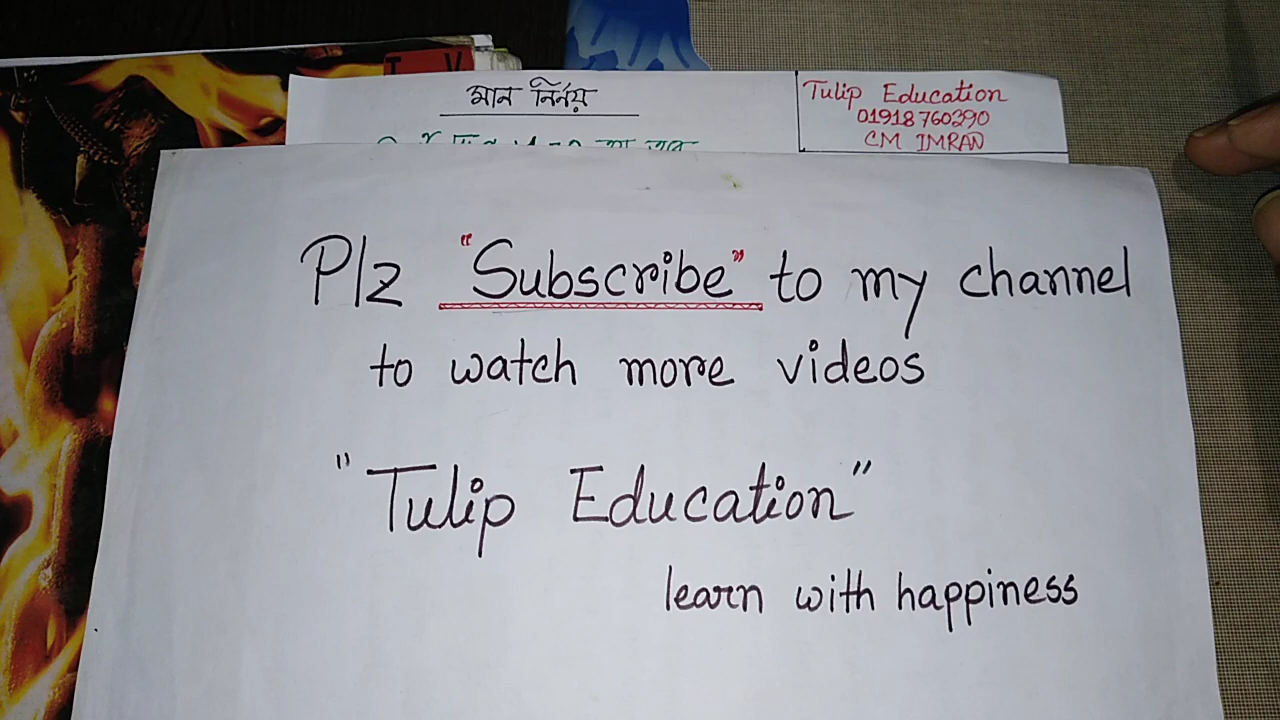 T V
মান নির্নয়
Tulip Education
01918760390
CM IMRAN
Plz "Subscribe" to my channel
to watch more videos
"Tulip Education"
learn with happiness